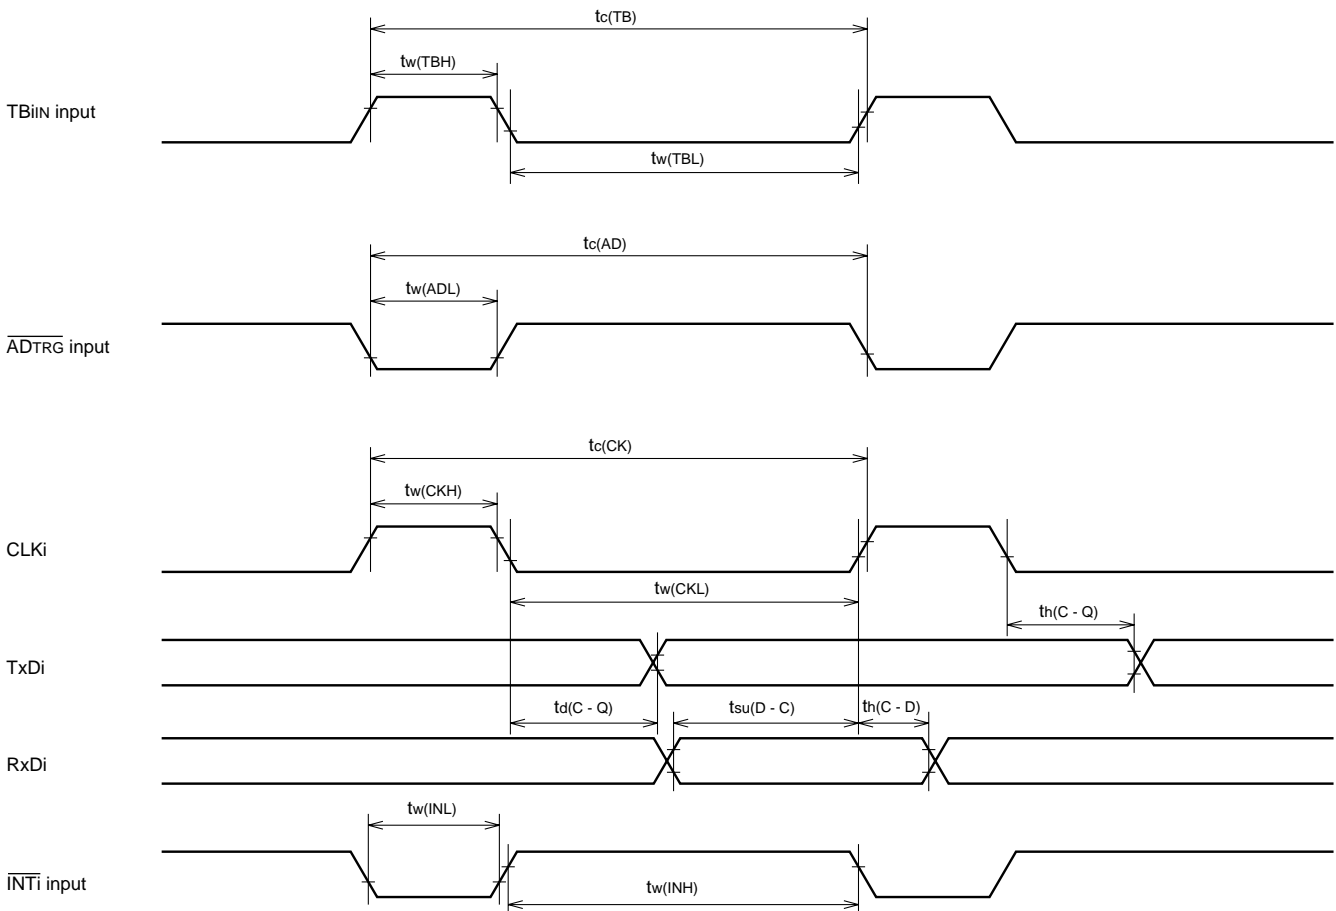 tc(TB)
tw(TBH)
TBiIN input
tw(TBL)
tc(AD)
tw(ADL)
ADTRG input
tc(CK)
tw(CKH)
CLKi
tw(CKL)
th(C - Q)
TxDi
td(C - Q)
tsu(D - C)
th(C - D)
RxDi
tw(INL)
INTi input
tw(INH)